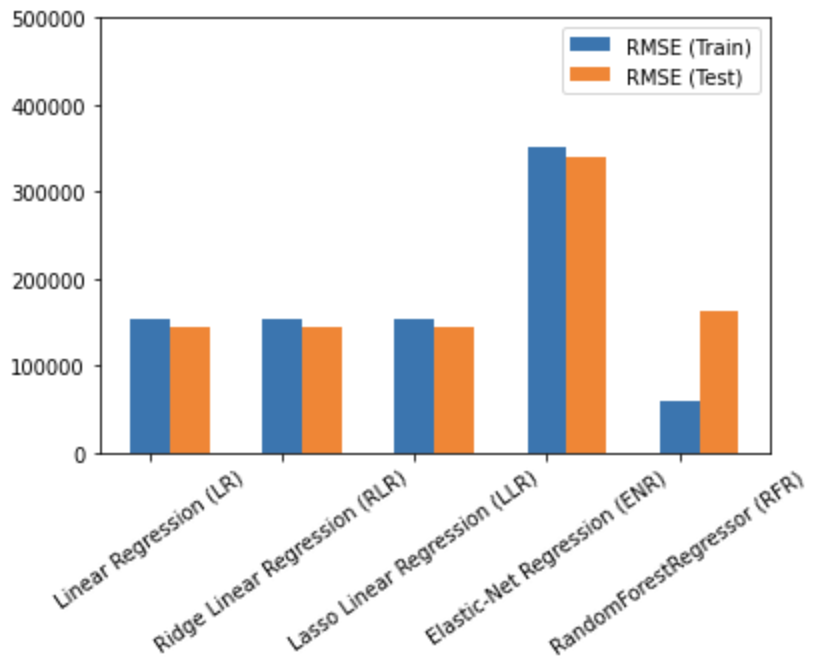 500000
400000
300000
200000
100000
0
RMSE (Train)
RMSE (Test)
Linear Regression (LR)
Ridge Linear Regression (RLR)
Lasso Linear Regression (LLR)
Elastic-Net Regression (ENR)
RandomForestRegressor (RFR)